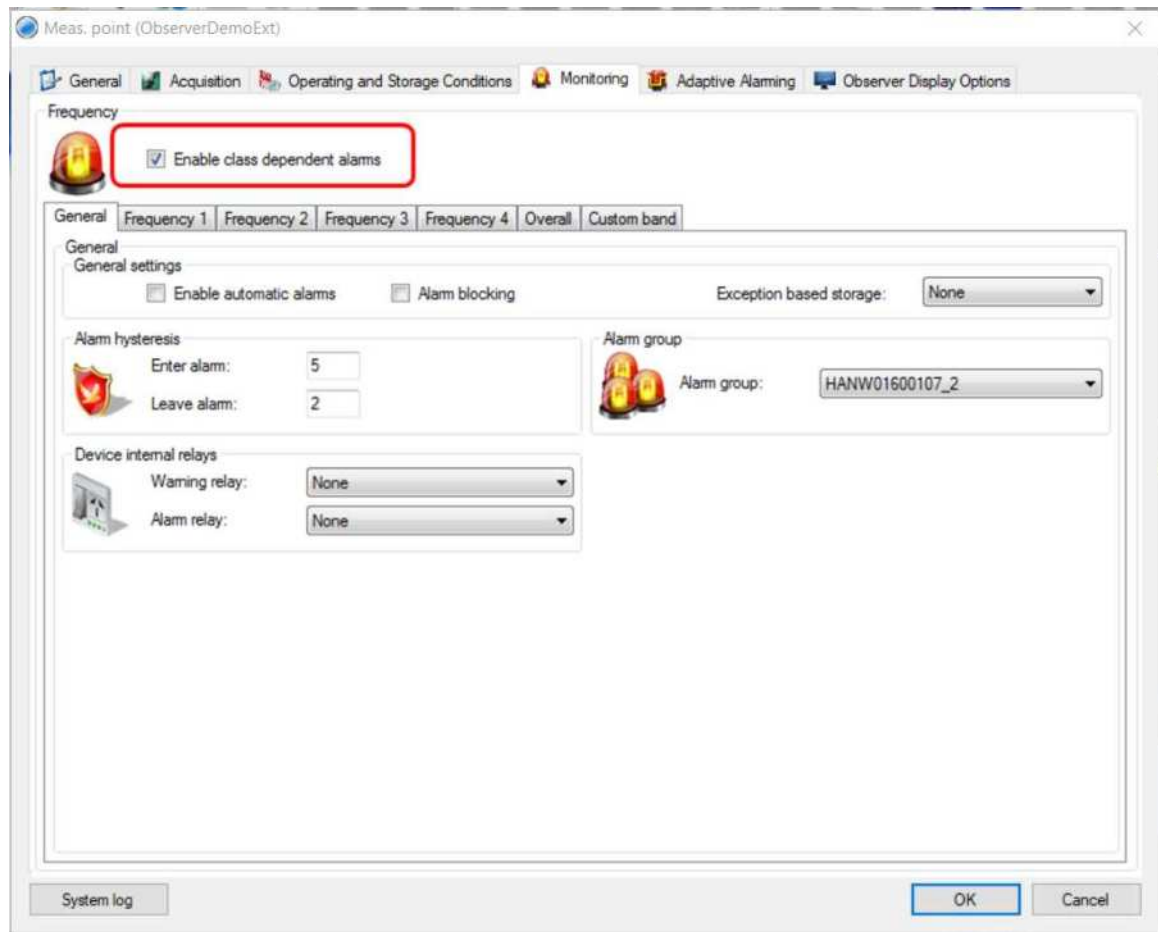 Meas. point (ObserverDemoExt)
General Acquisition Operating and Storage Conditions Monitoring Adaptive Alarming Observer Display Options
Frequency
Enable class dependent alarms
General Frequency 1 Frequency 2 Frequency 3 Frequency 4 Overall Custom band
General
General settings
Enable automatic alarms Alarm blocking Exception based storage: None
Alarm hysteresis Alarm group
Enter alarm: 5
Alarm group: HANW01600107_2
Leave alarm: 2
Device internal relays
Warning relay: None
Alarm relay: None
System log OK Cancel